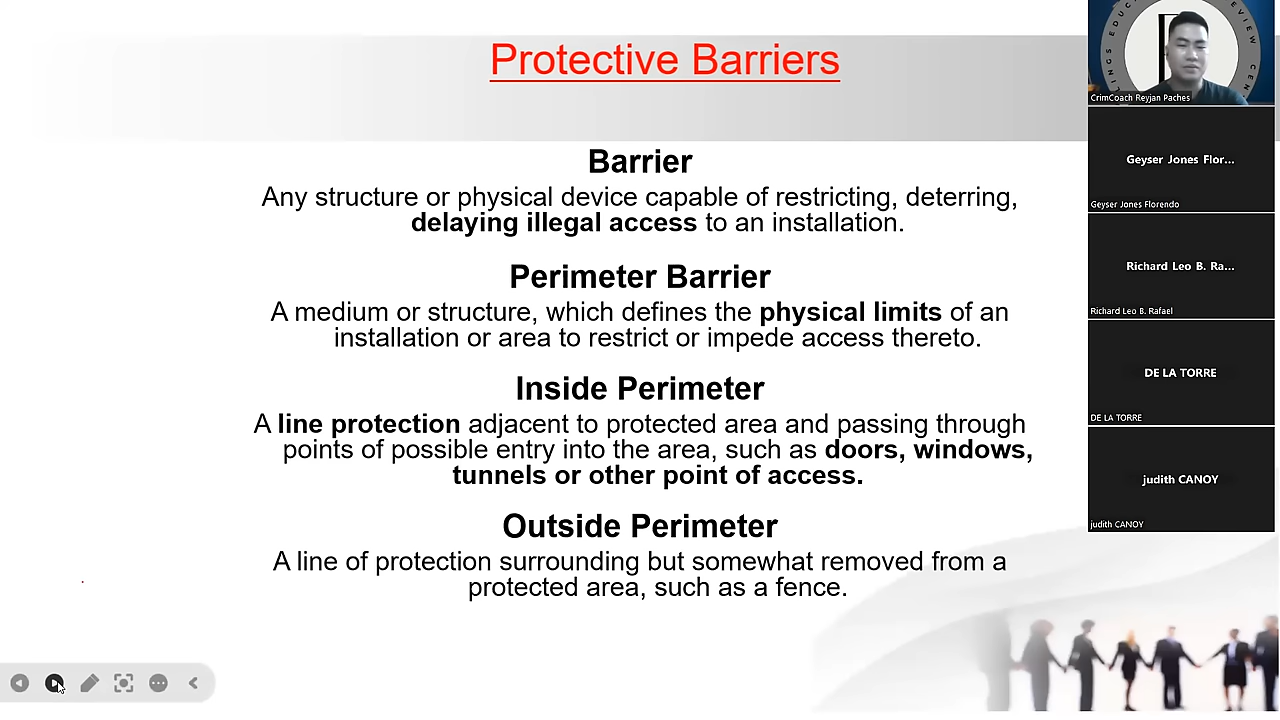 Protective Barriers
Barrier
Any structure or physical device capable of restricting, deterring,
delaying illegal access to an installation.
Perimeter Barrier
A medium or structure, which defines the physical limits of an
installation or area to restrict or impede access thereto.
Inside Perimeter
A line protection adjacent to protected area and passing through
points of possible entry into the area, such as doors, windows,
tunnels or other point of access.
Outside Perimeter
A line of protection surrounding but somewhat removed from a
protected area, such as a fence.
CrimCoach Reyjan Paches
Geyser Jones Flor...
Geyser Jones Florendo
Richard Leo B. Ra...
Richard Leo B. Rafael
DE LA TORRE
DE LA TORRE
judith CANOY
judith CANOY